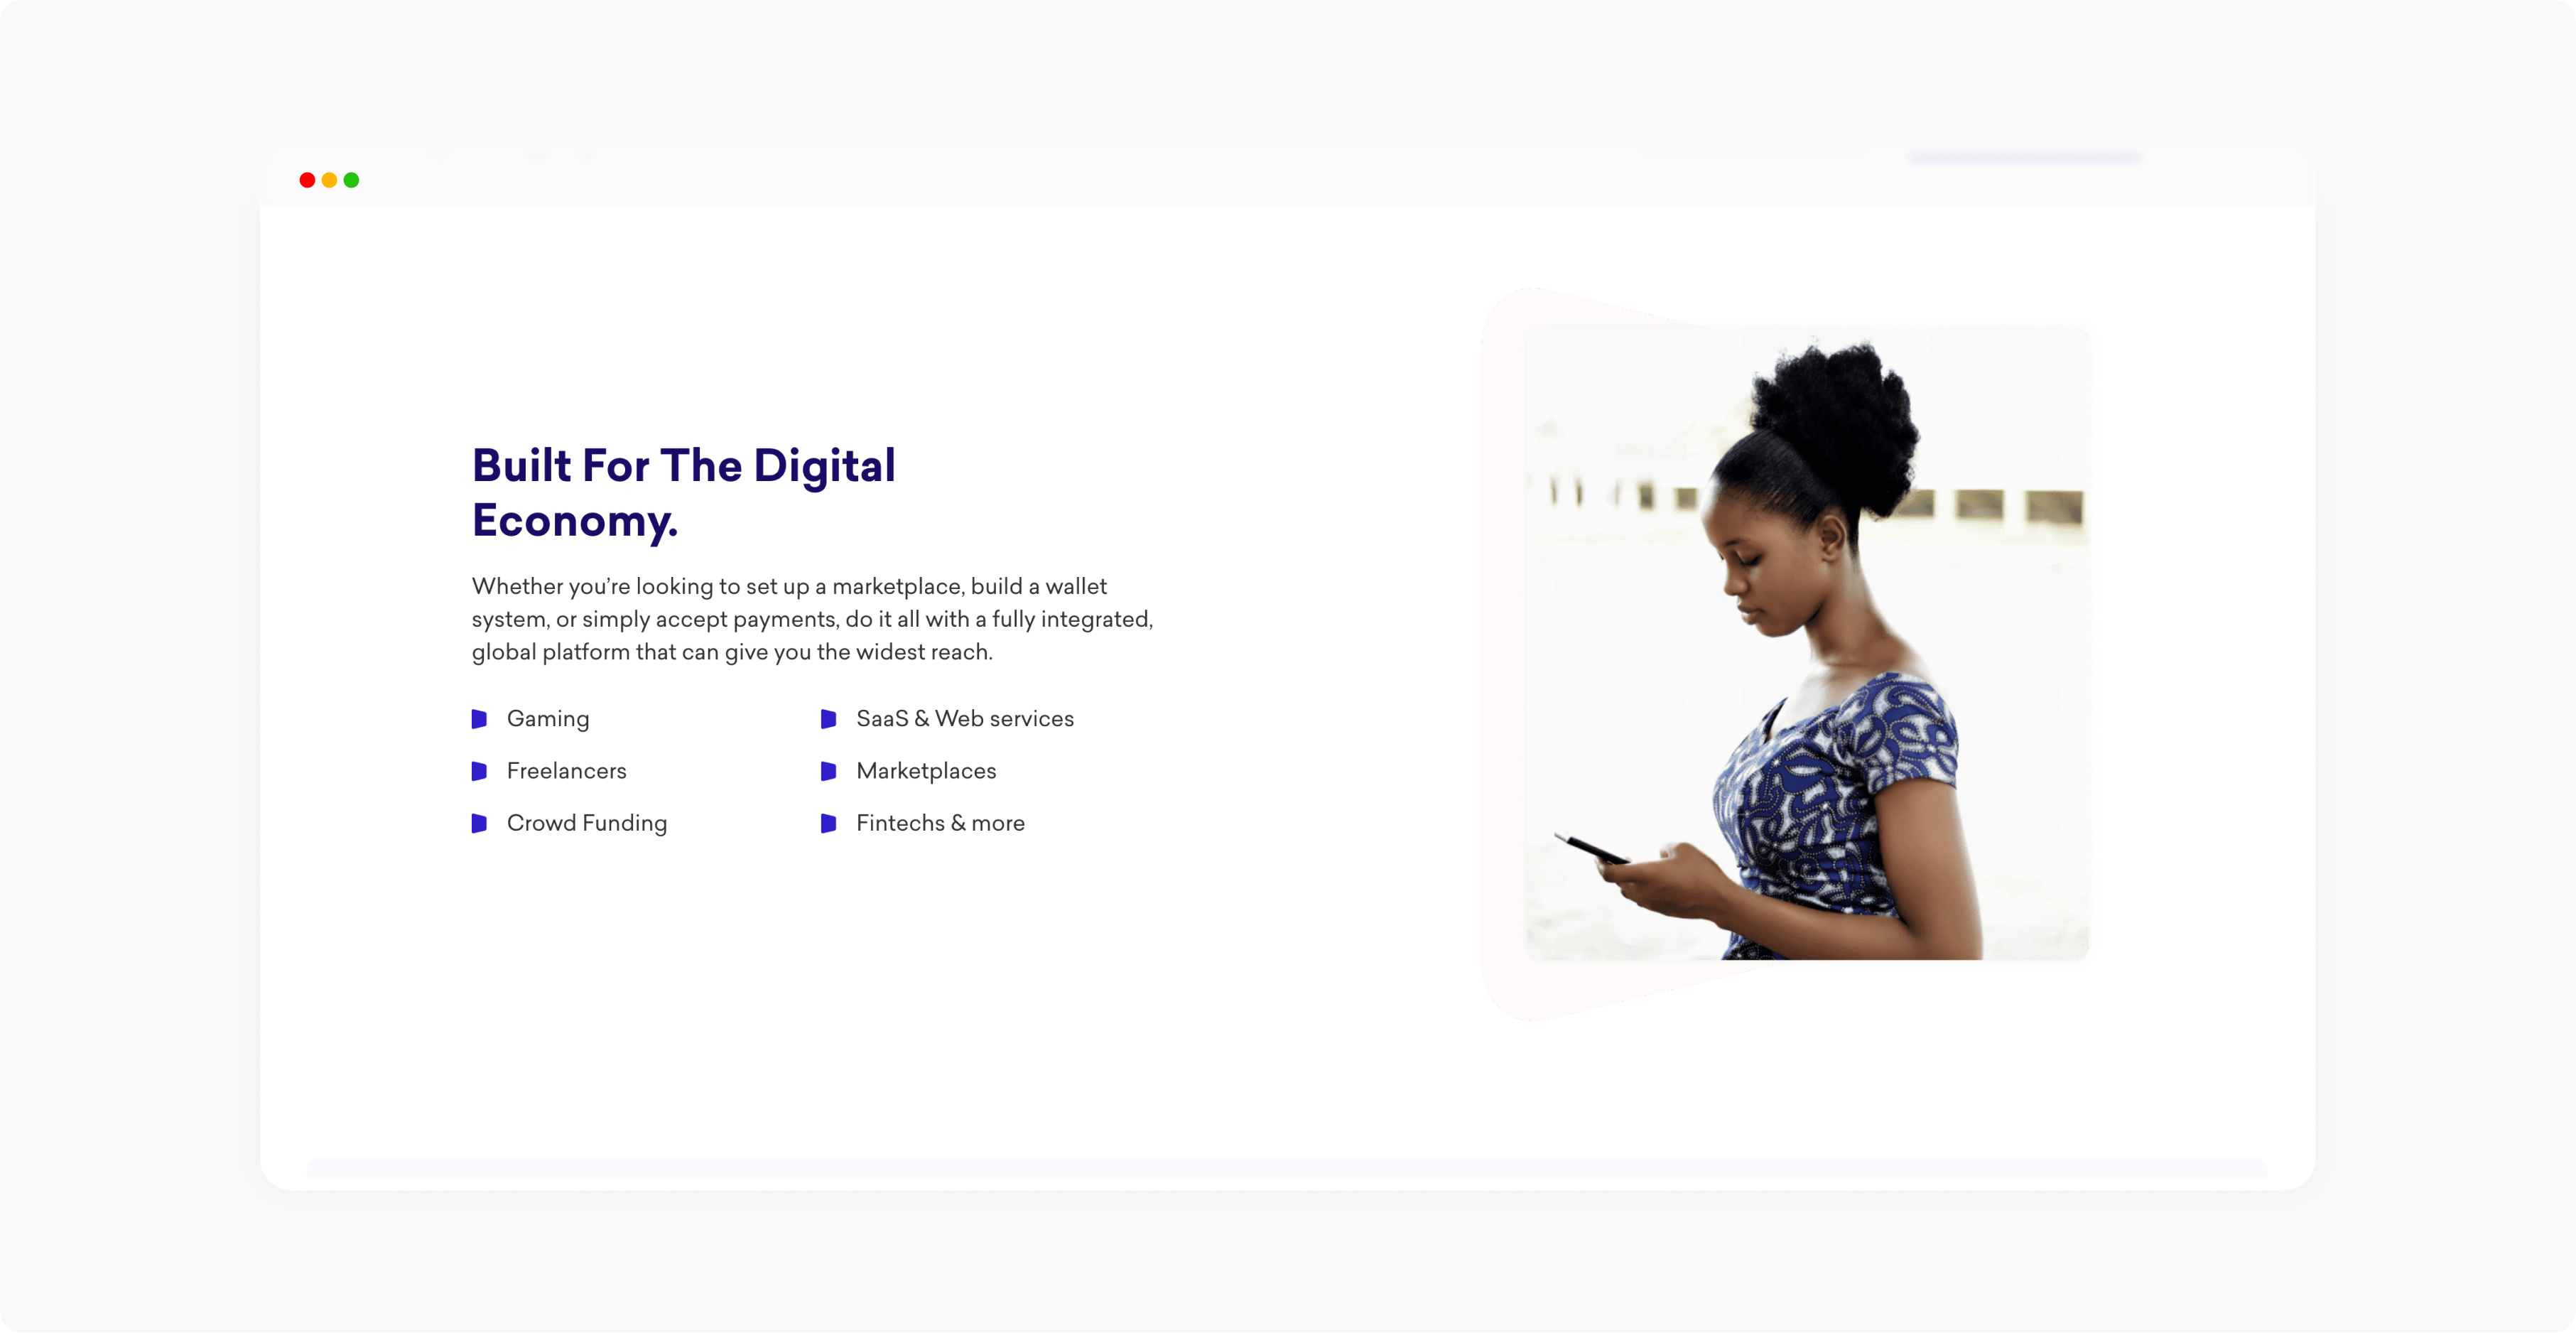 Built For The Digital
Economy.
Whether you’re looking to set up a marketplace, build a wallet
system, or simply accept payments, do it all with a fully integrated,
global platform that can give you the widest reach.
Gaming
SaaS & Web services
Freelancers
Marketplaces
Crowd Funding
Fintechs & more